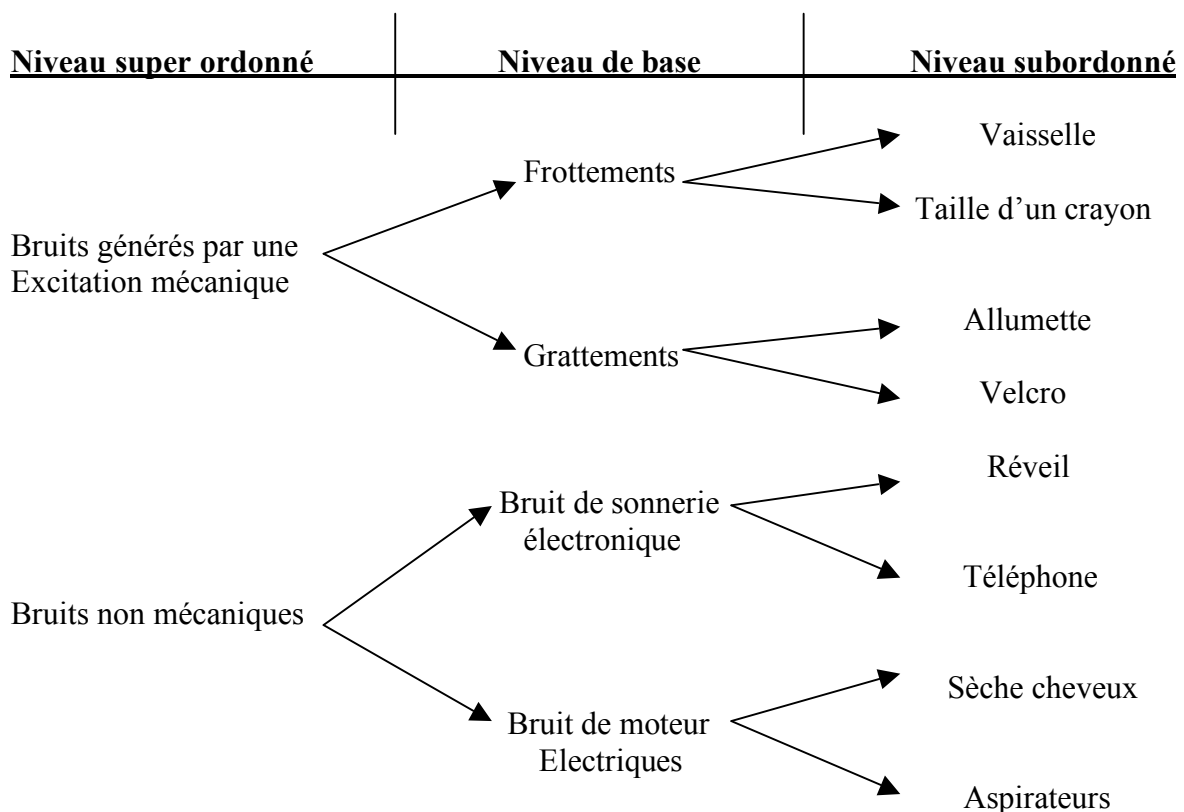 Niveau super ordonné Niveau de base Niveau subordonné
Vaisselle
Frottements
Taille d’un crayon
Bruits générés par une
Excitation mécanique
Allumette
Grattements
Velcro
Réveil
Bruit de sonnerie
électronique
Téléphone
Bruits non mécaniques
Sèche cheveux
Bruit de moteur
Electriques
Aspirateurs